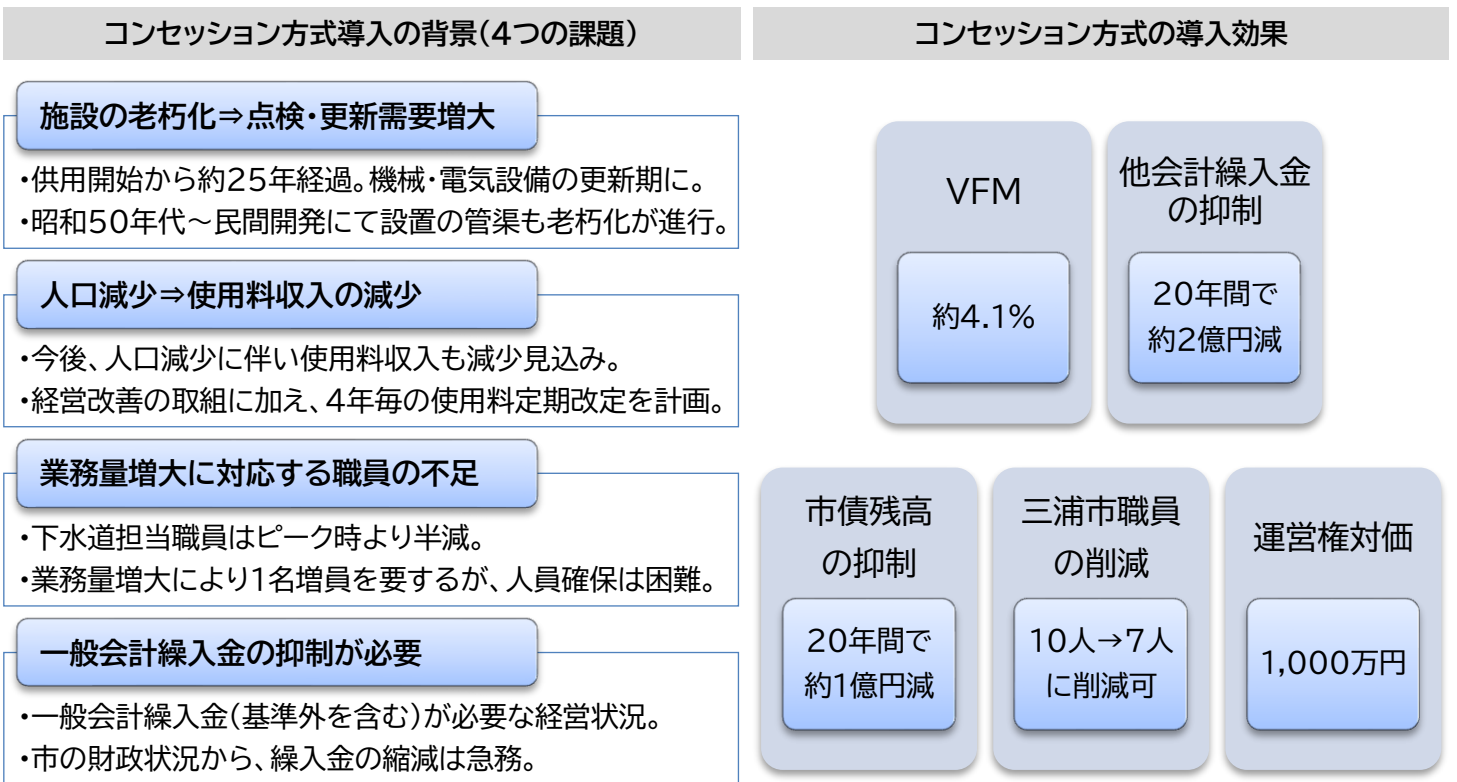 コンセッション方式導入の背景(4つの課題)
施設の老朽化⇒点検・更新需要増大
・供用開始から約25年経過。機械・電気設備の更新期に。
・昭和50年代～民間開発にて設置の管渠も老朽化が進行。
人口減少⇒使用料収入の減少
・今後、人口減少に伴い使用料収入も減少見込み。
・経営改善の取組に加え、4年毎の使用料定期改定を計画。
業務量増大に対応する職員の不足
・下水道担当職員はピーク時より半減。
・業務量増大により1名増員を要するが、人員確保は困難。
一般会計繰入金の抑制が必要
・一般会計繰入金(基準外を含む)が必要な経営状況。
・市の財政状況から、繰入金の縮減は急務。
コンセッション方式の導入効果
VFM
約4.1%
他会計繰入金
の抑制
20年間で
約2億円減
市債残高
の抑制
20年間で
約1億円減
三浦市職員
の削減
10人→7人
に削減可
運営権対価
1,000万円